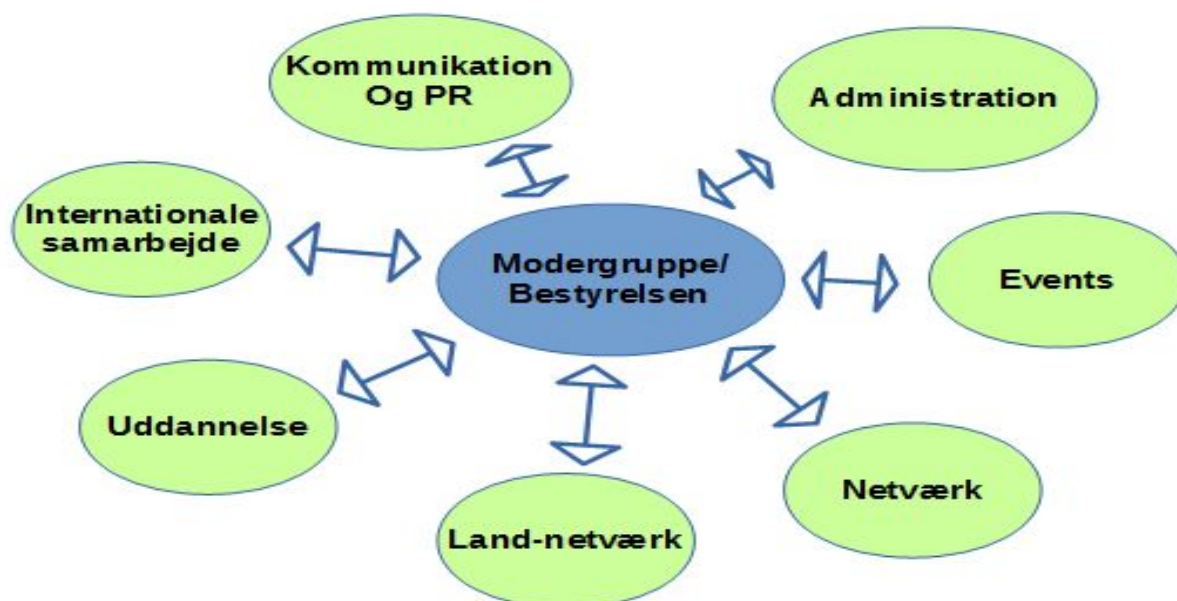 Kommunikation
Og PR
Administration
Internationale
samarbejde
Modergruppe/
Bestyrelsen
Events
Uddannelse
Netværk
Land-netværk